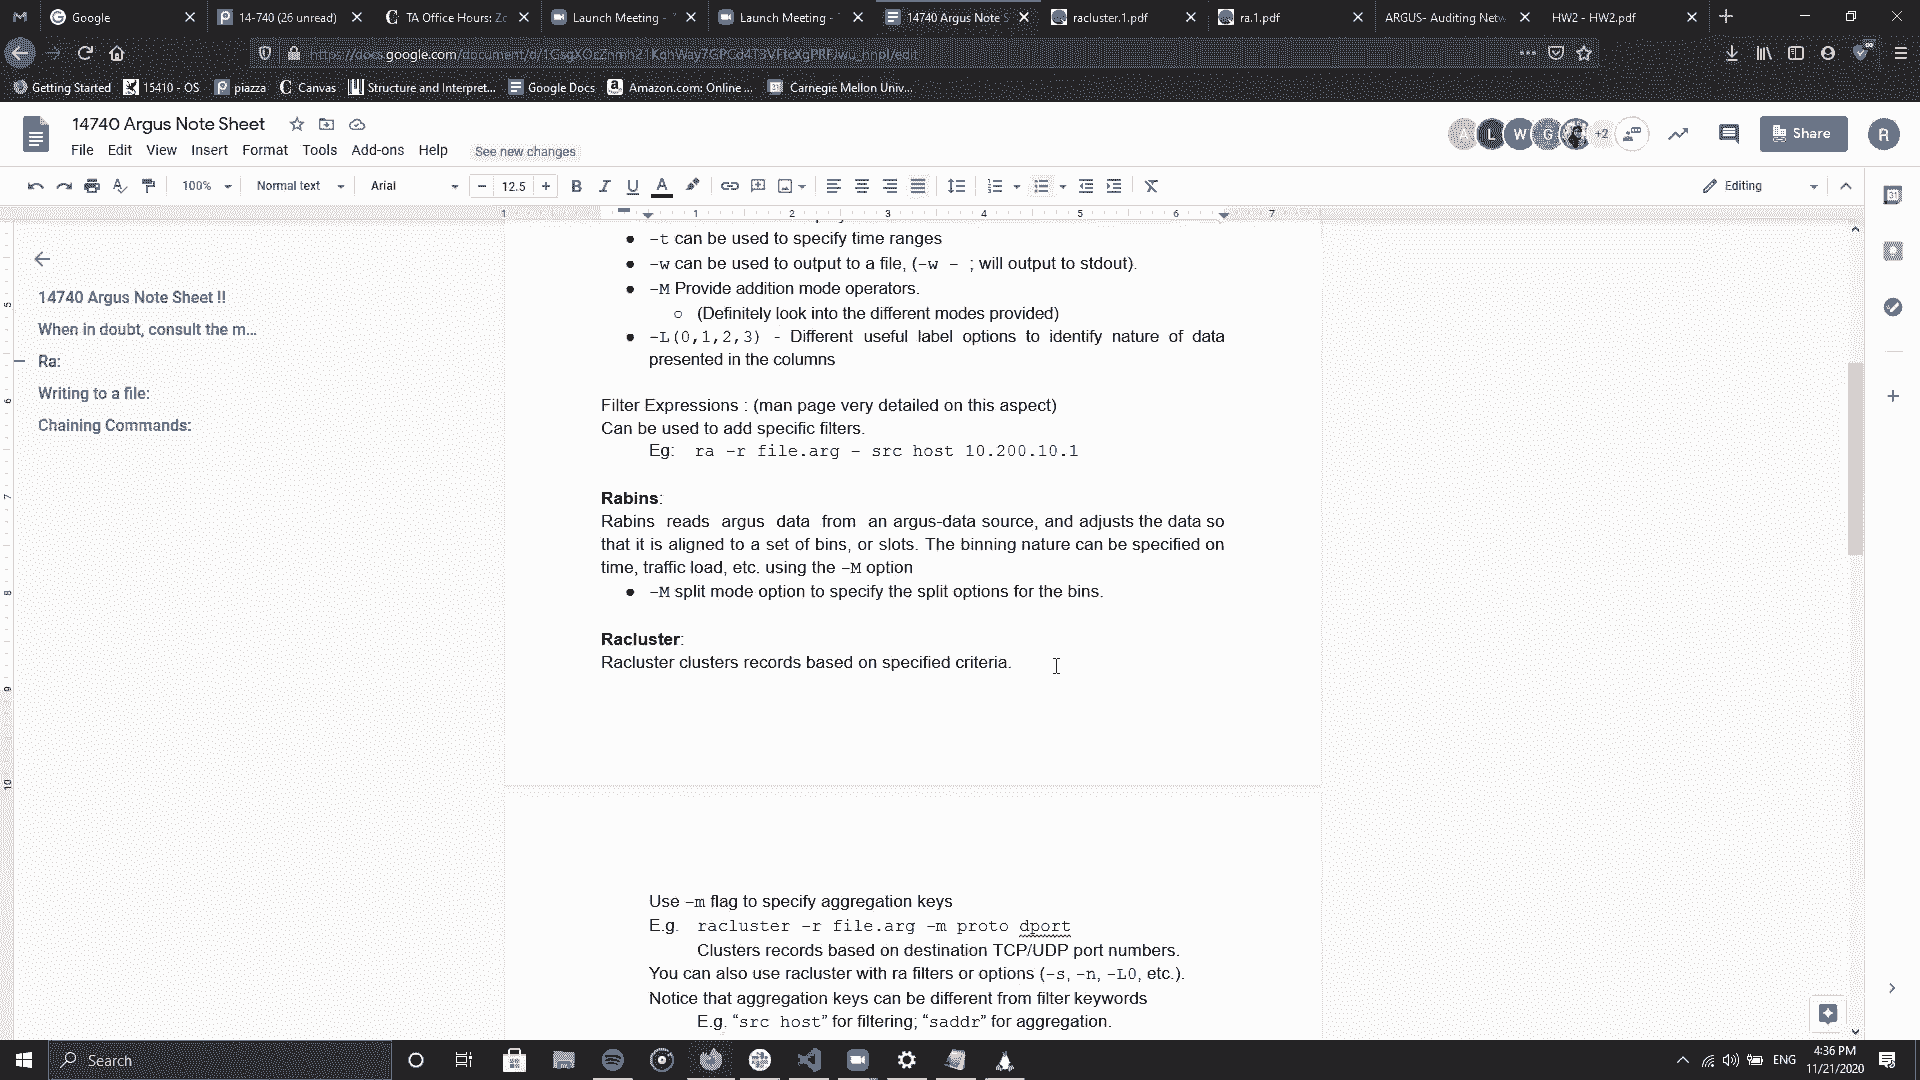 Google
14-740 (26 unread)
TA Office Hours: Zo
Launch Meeting -
Launch Meeting -
14740 Argus Note S
racluster.1.pdf
ra.1.pdf
ARGUS- Auditing Netw
HW2 - HW2.pdf
Getting Started
15410 - OS
piazza
Canvas
Structure and Interpret...
Google Docs
Amazon.com: Online ...
Carnegie Mellon Univ...
14740 Argus Note Sheet
File Edit View Insert Format Tools Add-ons Help
See new changes
+2
Share
R
100%
Normal text
Arial
12.5
Editing
14740 Argus Note Sheet !!
When in doubt, consult the m...
Ra:
Writing to a file:
Chaining Commands:
● -t can be used to specify time ranges
● -w can be used to output to a file, (-w - ; will output to stdout).
● -M Provide addition mode operators.
○ (Definitely look into the different modes provided)
● -L(0,1,2,3) - Different useful label options to identify nature of data
presented in the columns
Filter Expressions : (man page very detailed on this aspect)
Can be used to add specific filters.
Eg: ra -r file.arg - src host 10.200.10.1
Rabins:
Rabins reads argus data from an argus-data source, and adjusts the data so
that it is aligned to a set of bins, or slots. The binning nature can be specified on
time, traffic load, etc. using the -M option
● -M split mode option to specify the split options for the bins.
Racluster:
Racluster clusters records based on specified criteria.
Use -m flag to specify aggregation keys
E.g. racluster -r file.arg -m proto dport
Clusters records based on destination TCP/UDP port numbers.
You can also use racluster with ra filters or options (-s, -n, -L0, etc.).
Notice that aggregation keys can be different from filter keywords
E.g. “src host” for filtering; “saddr” for aggregation.
Search
ENG
4:36 PM
11/21/2020